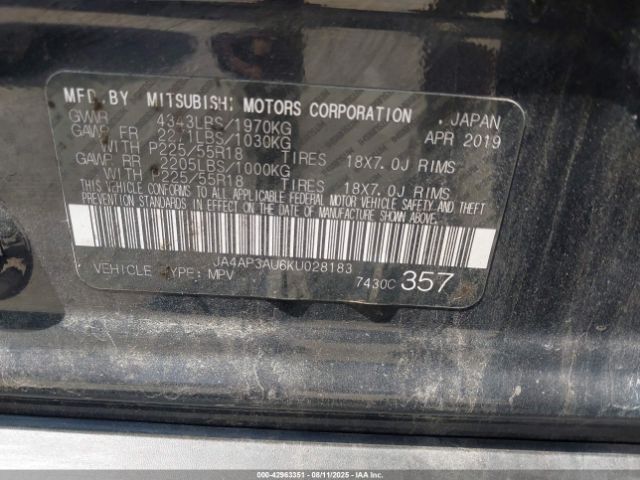 MFD. BY MITSUBISHI MOTORS CORPORATION. JAPAN
GVWR 4343LBS/1970KG APR 2019
GAWR FR 2271LBS/1030KG
WITH P225/55R18 TIRES 18X7.0J RIMS
GAWR RR 2205LBS/1000KG
WITH P225/55R18 TIRES 18X7.0J RIMS
THIS VEHICLE CONFORMS TO ALL APPLICABLE FEDERAL MOTOR VEHICLE SAFETY AND THEFT
PREVENTION STANDARDS IN EFFECT ON THE DATE OF MANUFACTURE SHOWN ABOVE.
JA4AP3AU6KU028183
VEHICLE TYPE: MPV 7430C 357
000-42963351 - 08/11/2025 - Copyright © IAA, LLC